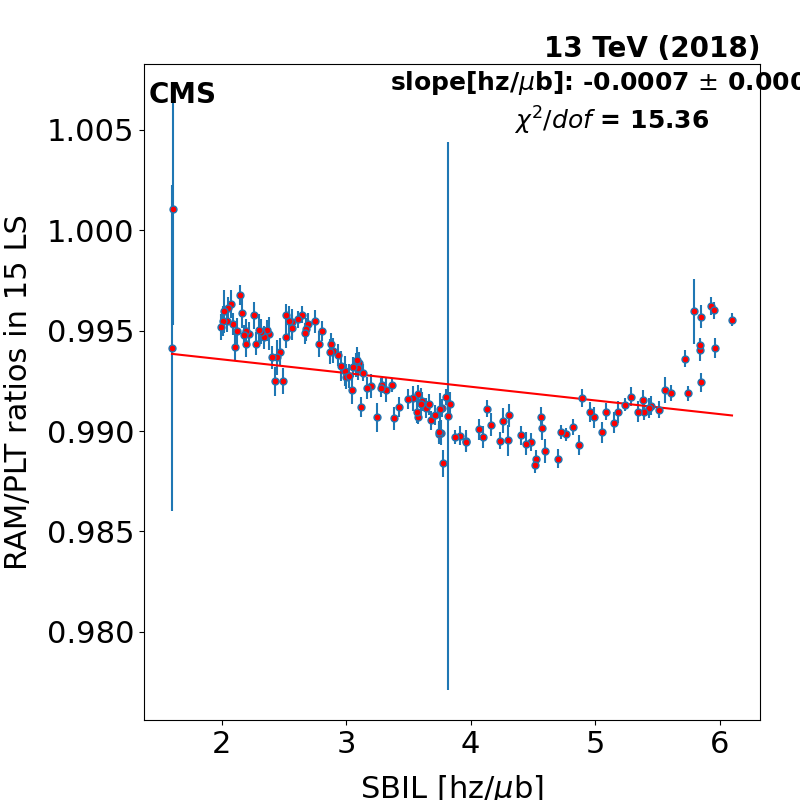 13 TeV (2018)
CMS
slope[hz/μb]: -0.0007 ± 0.000
χ²/dof = 15.36
RAM/PLT ratios in 15 LS
1.005
1.000
0.995
0.990
0.985
0.980
2 3 4 5 6
SBIL [hz/μb]